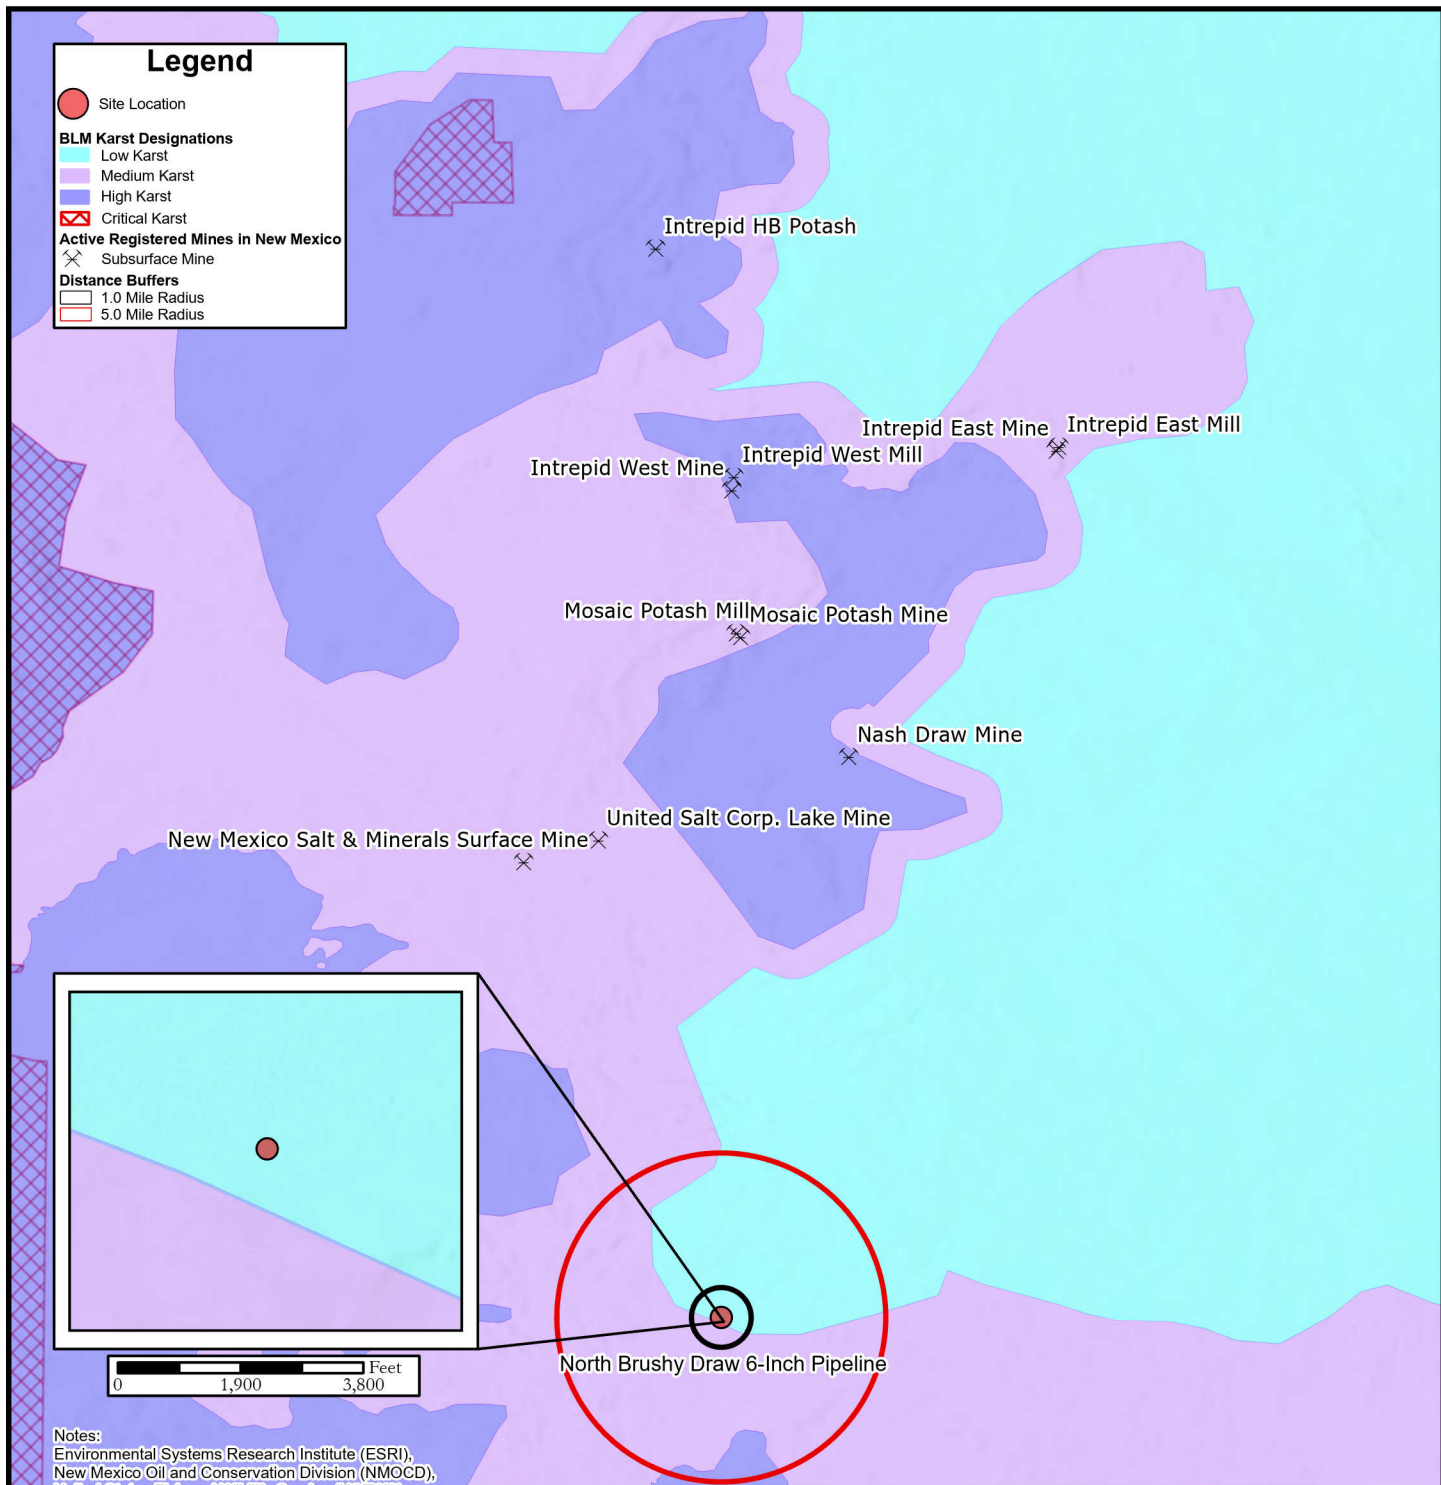 Legend
Site Location
BLM Karst Designations
Low Karst
Medium Karst
High Karst
Critical Karst
Active Registered Mines in New Mexico
Subsurface Mine
Distance Buffers
1.0 Mile Radius
5.0 Mile Radius
Intrepid HB Potash
Intrepid East Mine
Intrepid East Mill
Intrepid West Mine
Intrepid West Mill
Mosaic Potash Mill
Mosaic Potash Mine
Nash Draw Mine
United Salt Corp. Lake Mine
New Mexico Salt & Minerals Surface Mine
North Brushy Draw 6-Inch Pipeline
Feet
0 1,900 3,800
Notes:
Environmental Systems Research Institute (ESRI),
New Mexico Oil and Conservation Division (NMOCD),